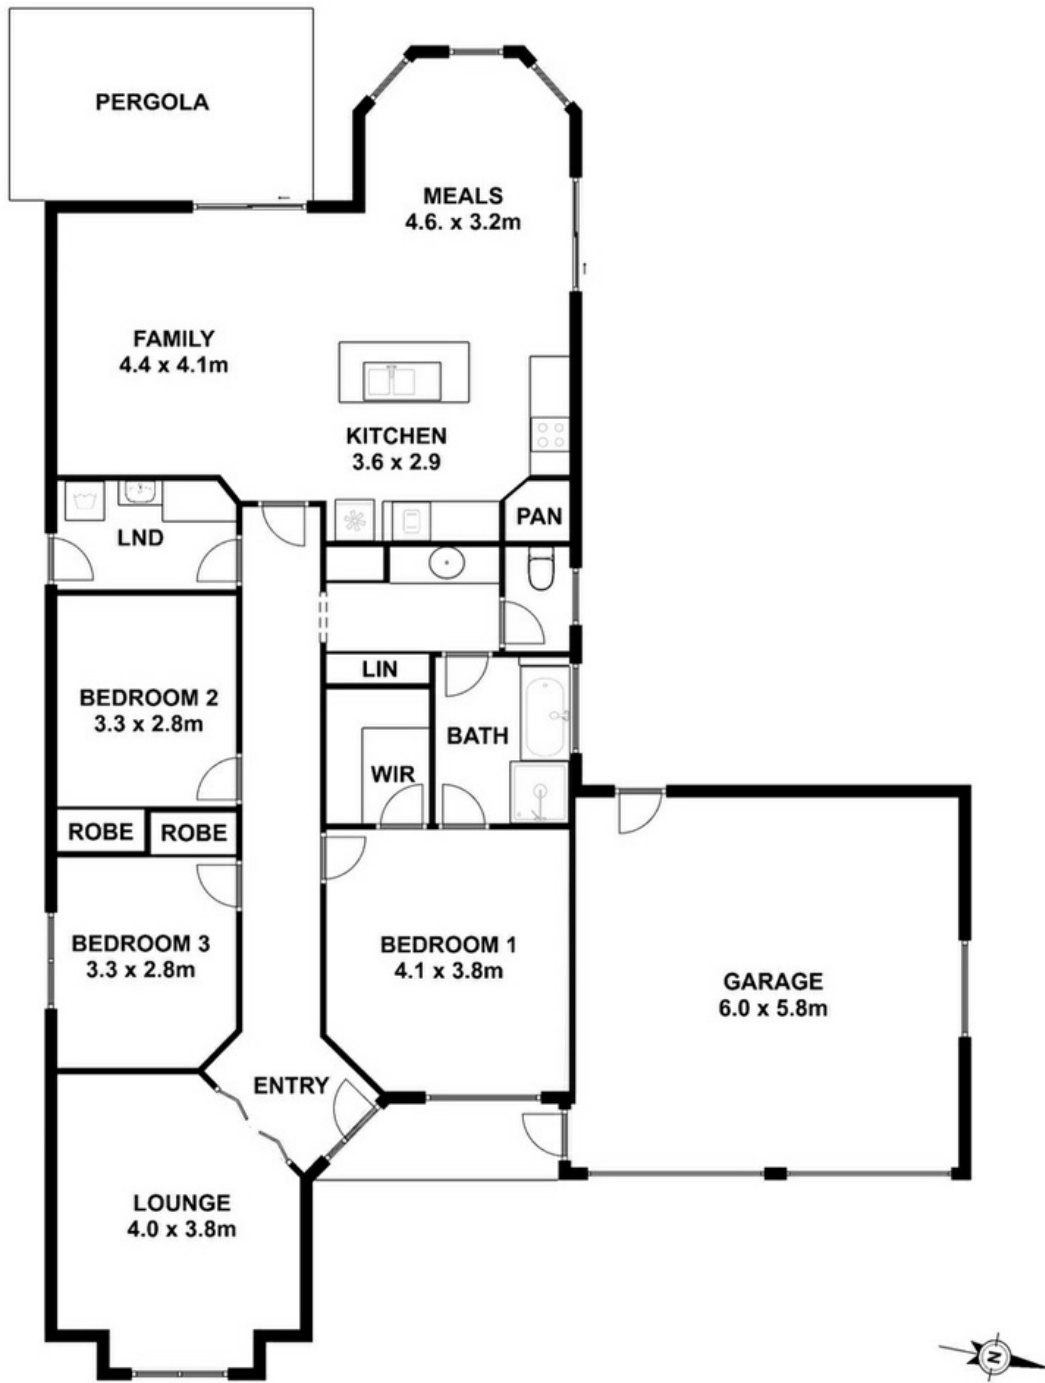 PERGOLA
MEALS
4.6. x 3.2m
FAMILY
4.4 x 4.1m
KITCHEN
3.6 x 2.9
PAN
LND
LIN
BEDROOM 2
3.3 x 2.8m
BATH
WIR
ROBE
ROBE
BEDROOM 3
3.3 x 2.8m
BEDROOM 1
4.1 x 3.8m
GARAGE
6.0 x 5.8m
ENTRY
LOUNGE
4.0 x 3.8m
N